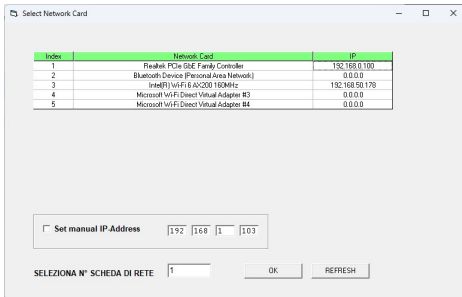 Select Network Card
Index Network Card IP
1 Realtek PCIe GbE Family Controller 192.168.0.100
2 Bluetooth Device (Personal Area Network) 0.0.0.0
3 Intel(R) Wi-Fi 6 AX200 160MHz 192.168.50.178
4 Microsoft Wi-Fi Direct Virtual Adapter #3 0.0.0.0
5 Microsoft Wi-Fi Direct Virtual Adapter #4 0.0.0.0
Set manual IP-Address 192 168 1 103
SELEZIONA N° SCHEDA DI RETE 1 OK REFRESH